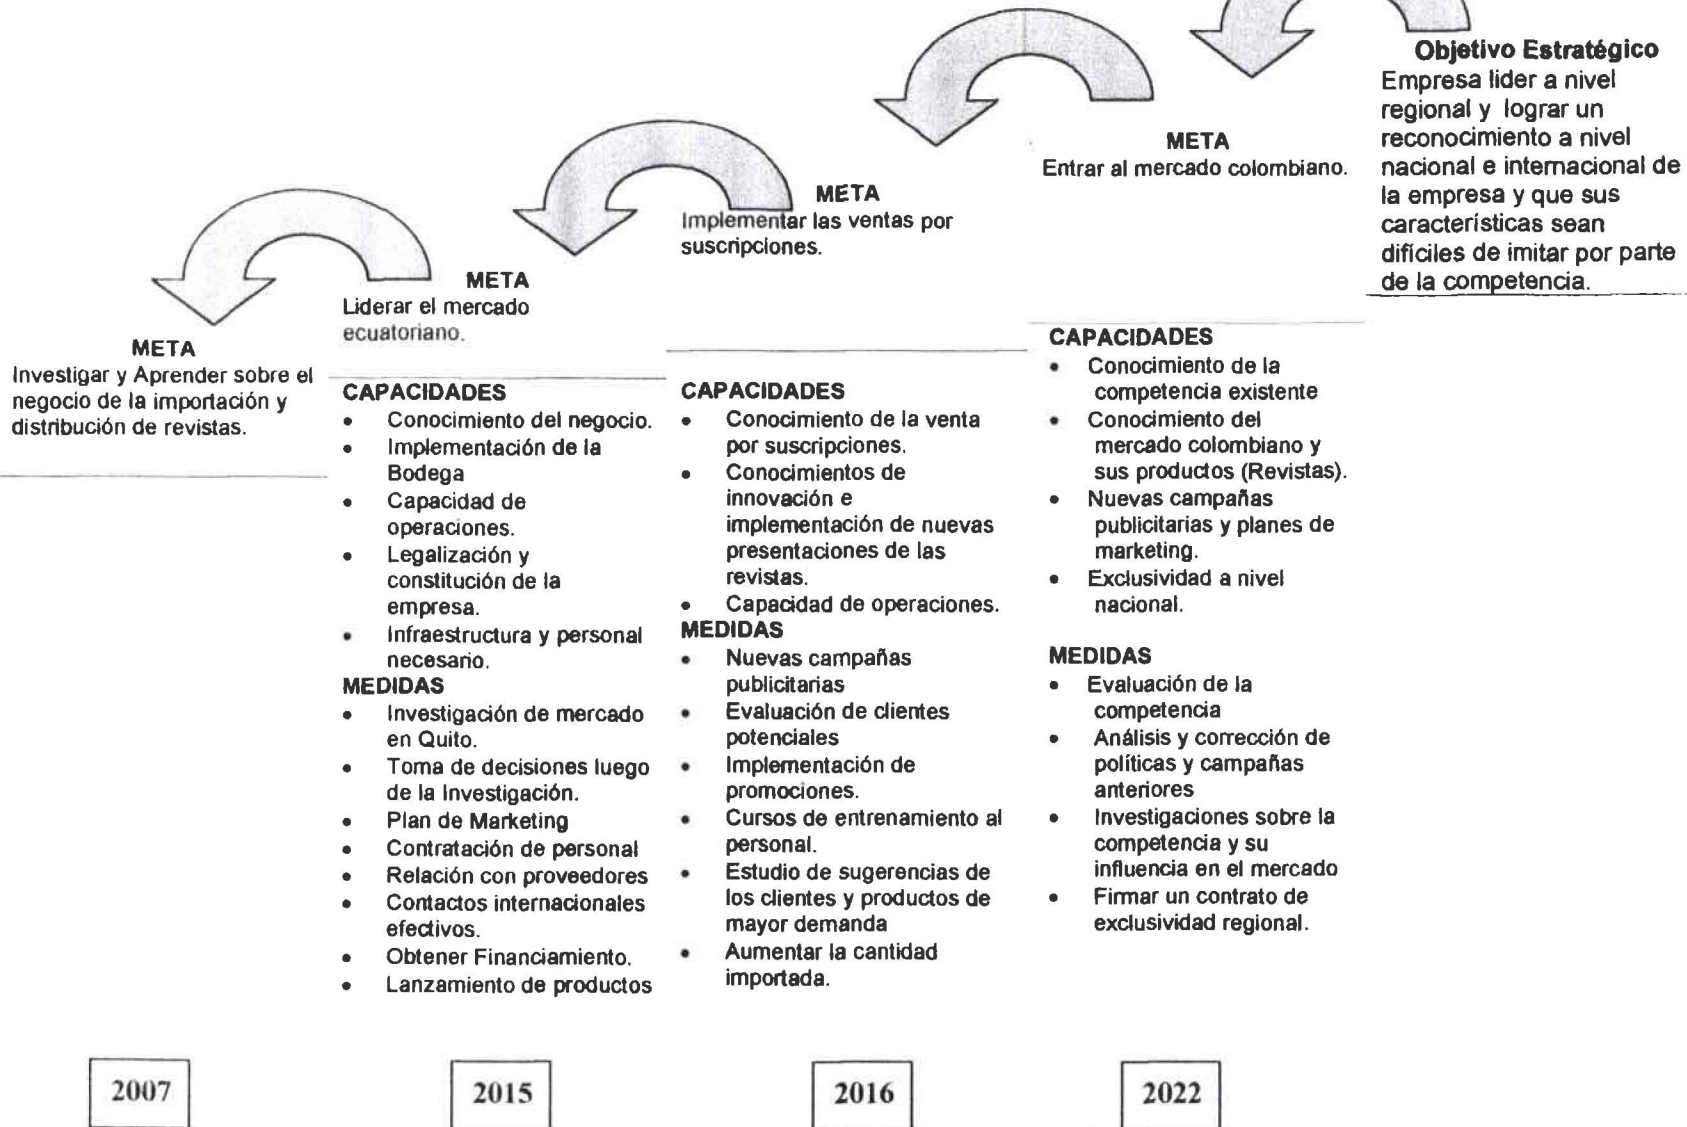 META
Investigar y Aprender sobre el
negocio de la importación y
distribución de revistas.
META
Liderar el mercado
ecuatoriano.
CAPACIDADES
• Conocimiento del negocio.
• Implementación de la
Bodega
• Capacidad de
operaciones.
• Legalización y
constitución de la
empresa.
• Infraestructura y personal
necesario.
MEDIDAS
• Investigación de mercado
en Quito.
• Toma de decisiones luego
de la Investigación.
• Plan de Marketing
• Contratación de personal
• Relación con proveedores
• Contactos internacionales
efectivos.
• Obtener Financiamiento.
• Lanzamiento de productos
META
Implementar las ventas por
suscripciones.
CAPACIDADES
• Conocimiento de la venta
por suscripciones.
• Conocimientos de
innovación e
implementación de nuevas
presentaciones de las
revistas.
• Capacidad de operaciones.
MEDIDAS
• Nuevas campañas
publicitarias
• Evaluación de clientes
potenciales
• Implementación de
promociones.
• Cursos de entrenamiento al
personal.
• Estudio de sugerencias de
los clientes y productos de
mayor demanda
• Aumentar la cantidad
importada.
META
Entrar al mercado colombiano.
CAPACIDADES
• Conocimiento de la
competencia existente
• Conocimiento del
mercado colombiano y
sus productos (Revistas).
• Nuevas campañas
publicitarias y planes de
marketing.
• Exclusividad a nivel
nacional.
MEDIDAS
• Evaluación de la
competencia
• Análisis y corrección de
políticas y campañas
anteriores
• Investigaciones sobre la
competencia y su
influencia en el mercado
• Firmar un contrato de
exclusividad regional.
Objetivo Estratégico
Empresa lider a nivel
regional y lograr un
reconocimiento a nivel
nacional e internacional de
la empresa y que sus
características sean
difíciles de imitar por parte
de la competencia.
2007
2015
2016
2022